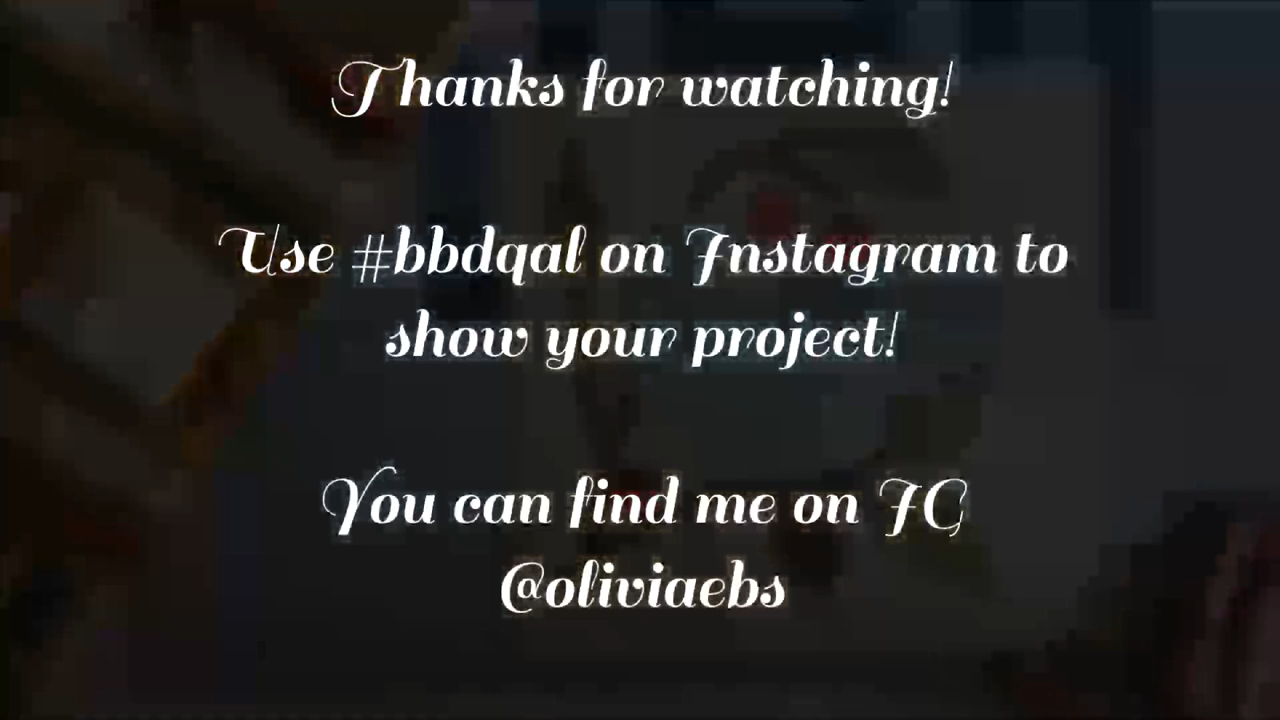 Thanks for watching!
Use #bbdqal on Instagram to
show your project!
You can find me on IG
@oliviaebs